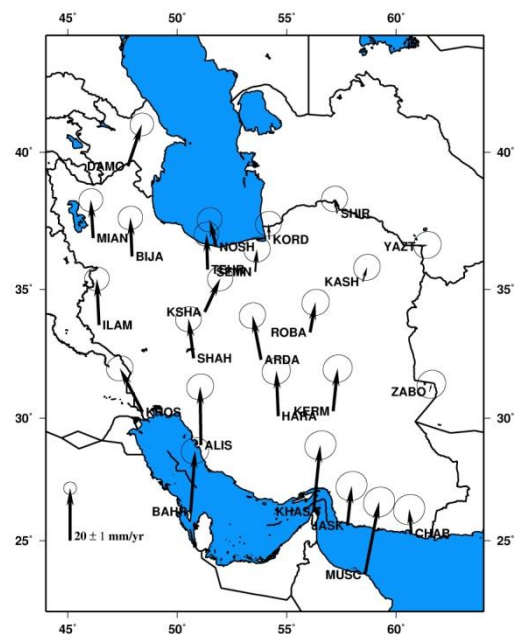 45° 50° 55° 60°
40° 40°
DAMO
SHIR
MIAN
NOSH
KORD
YAZT
BIJA
TEHR
SEMN
KASH
35° 35°
KSHA
ROBA
ILAM
SHAH
ARDA
ZABO
KROS
HARA
KERM
30° 30°
ALIS
BAHR
KHAS
JASK
CHAB
20 ± 1 mm/yr
25° 25°
MUSC
45° 50° 55° 60°